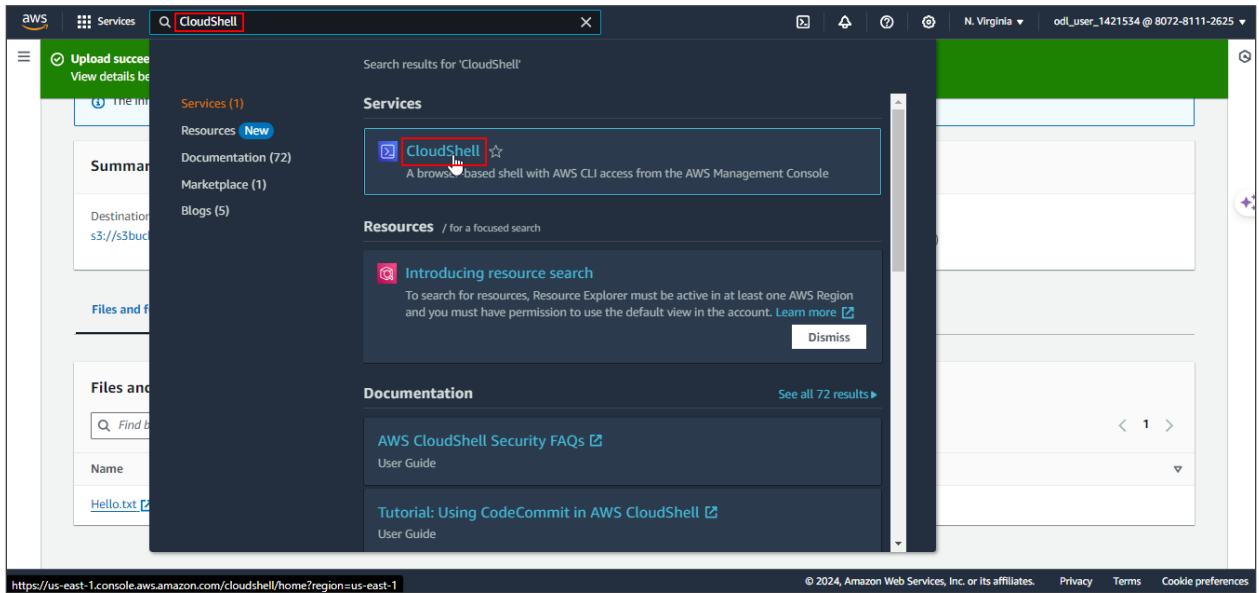 aws
Services
CloudShell
N. Virginia
odl_user_1421534 @ 8072-8111-2625
Upload succee
View details be
Search results for 'CloudShell'
Services (1)
Resources New
Documentation (72)
Marketplace (1)
Blogs (5)
Services
CloudShell
A browser-based shell with AWS CLI access from the AWS Management Console
Resources / for a focused search
Introducing resource search
To search for resources, Resource Explorer must be active in at least one AWS Region
and you must have permission to use the default view in the account. Learn more
Dismiss
Documentation
See all 72 results
AWS CloudShell Security FAQs
User Guide
Tutorial: Using CodeCommit in AWS CloudShell
User Guide
The inf
Summar
Destination
s3://s3buc
Files and f
Files and
Find b
1
Name
Hello.txt
https://us-east-1.console.aws.amazon.com/cloudshell/home?region=us-east-1
© 2024, Amazon Web Services, Inc. or its affiliates.
Privacy
Terms
Cookie preferences